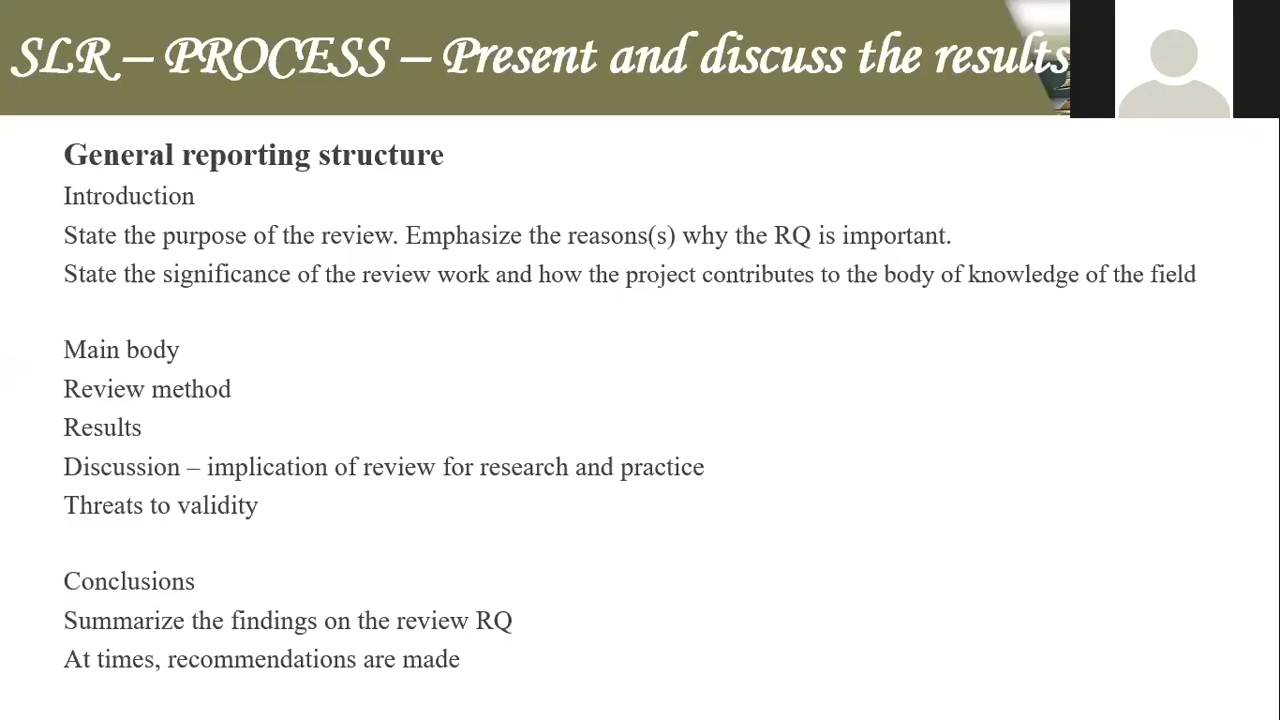 SLR – PROCESS – Present and discuss the results
General reporting structure
Introduction
State the purpose of the review. Emphasize the reasons(s) why the RQ is important.
State the significance of the review work and how the project contributes to the body of knowledge of the field
Main body
Review method
Results
Discussion – implication of review for research and practice
Threats to validity
Conclusions
Summarize the findings on the review RQ
At times, recommendations are made